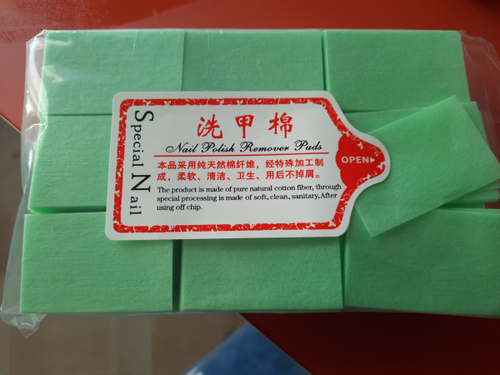 Special Nail
洗甲棉
Nail Polish Remover Pads
本品采用纯天然棉纤维，经特殊加工制
成，柔软、清洁、卫生、用后不掉屑。
The product is made of pure natural cotton fiber, through
special processing is made of soft, clean, sanitary. After
using off chip.
OPEN